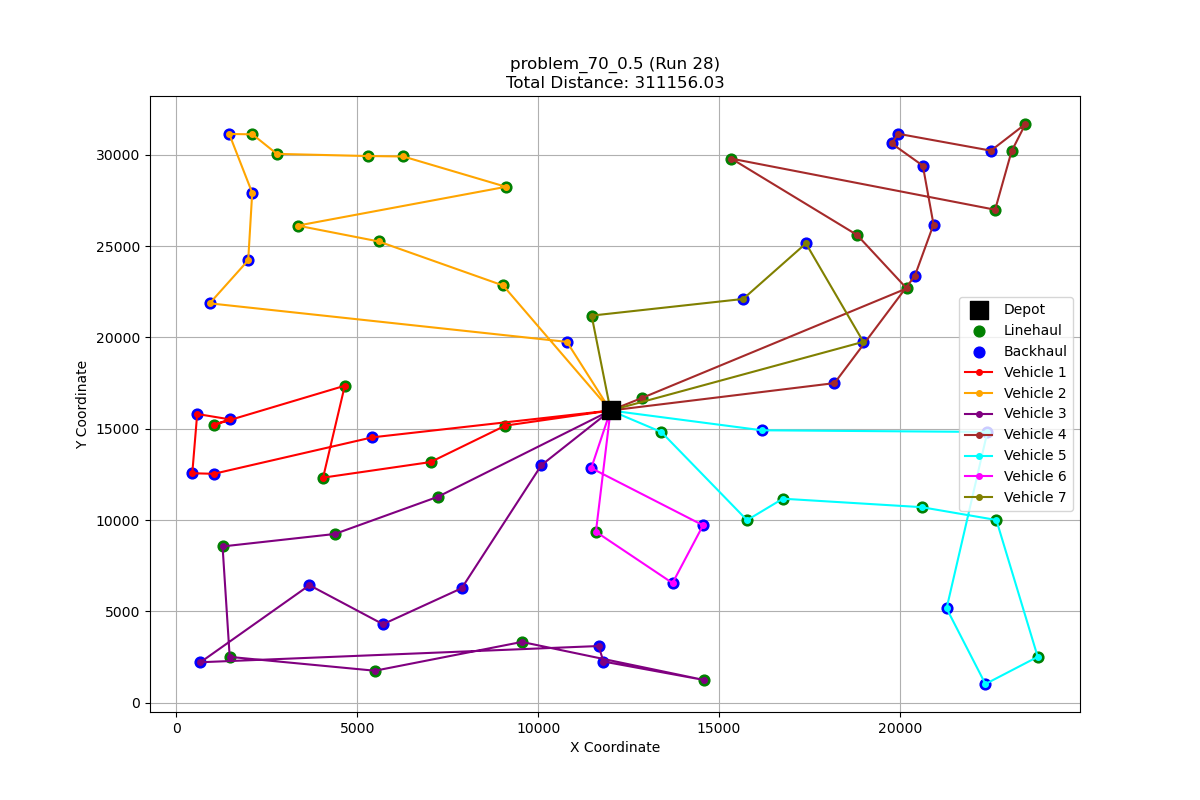 problem_70_0.5 (Run 28)
Total Distance: 311156.03
Y Coordinate
30000
25000
20000
15000
10000
5000
0
0
5000
10000
15000
20000
X Coordinate
Depot
Linehaul
Backhaul
Vehicle 1
Vehicle 2
Vehicle 3
Vehicle 4
Vehicle 5
Vehicle 6
Vehicle 7